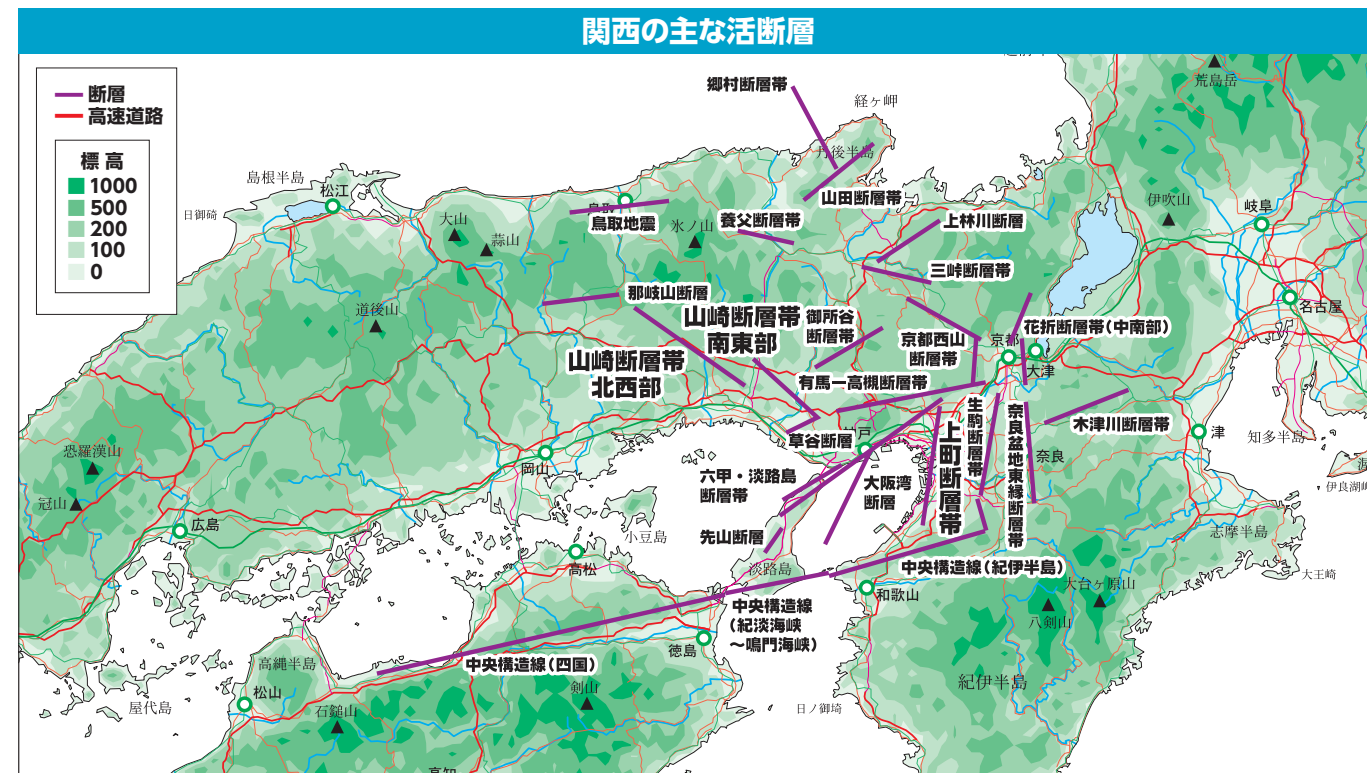 関西の主な活断層
断層
高速道路
標高
1000
500
200
100
0
郷村断層帯
経ヶ岬
荒島岳
丹後半島
島根半島
松江
日御碕
大山
蒜山
鳥取
鳥取地震
氷ノ山
養父断層帯
山田断層帯
上林川断層
伊吹山
岐阜
三峠断層帯
道後山
那岐山断層
山崎断層帯
南東部
御所谷
断層帯
京都西山
断層帯
京都
花折断層帯(中南部)
大津
名古屋
山崎断層帯
北西部
有馬ー高槻断層帯
生駒断層帯
奈良盆地東縁断層帯
木津川断層帯
津
知多半島
恐羅漢山
冠山
広島
岡山
草谷断層
神戸
上町断層帯
奈良
六甲・淡路島
断層帯
大阪湾
断層
伊良湖岬
小豆島
先山断層
志摩半島
高松
淡路島
中央構造線(紀伊半島)
大王崎
和歌山
大台ヶ原山
八剣山
中央構造線
(紀淡海峡
〜鳴門海峡)
徳島
高縄半島
中央構造線(四国)
松山
屋代島
石鎚山
剣山
紀伊半島
日ノ御埼
高知